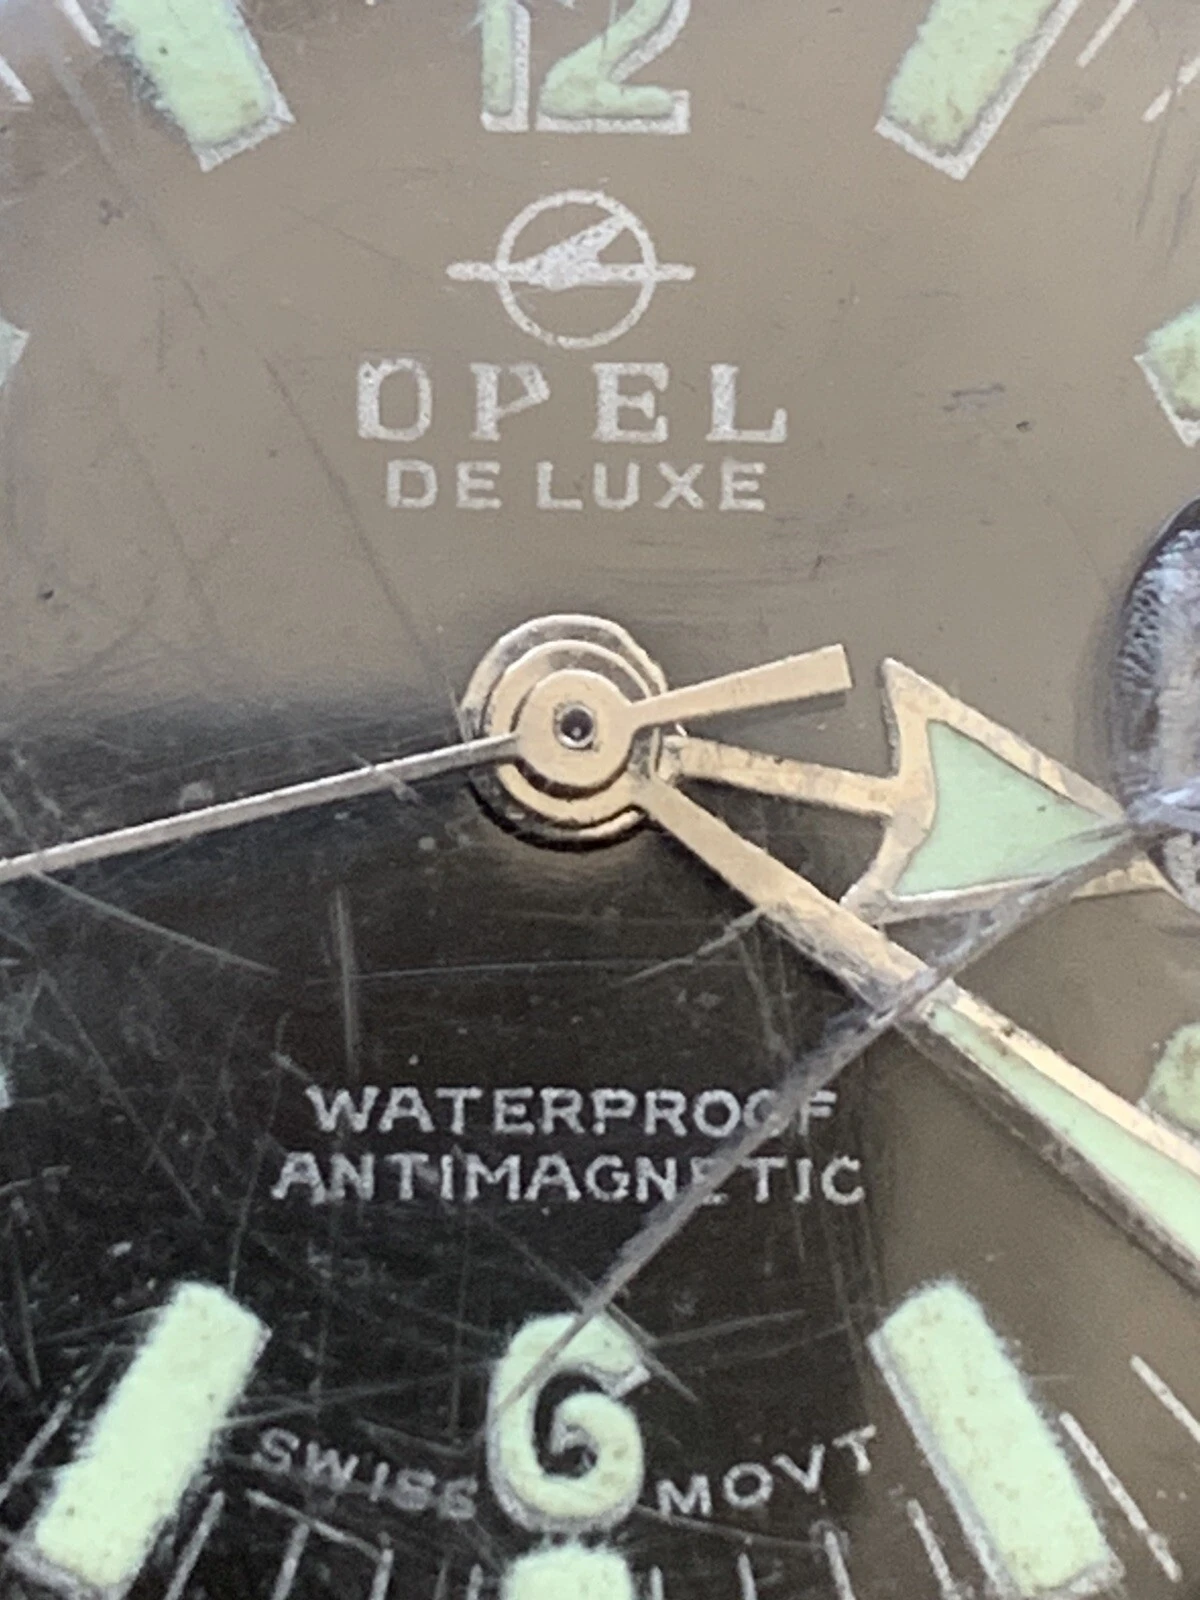 12
OPEL
DE LUXE
WATERPROOF
ANTIMAGNETIC
6
SWISS MOVT